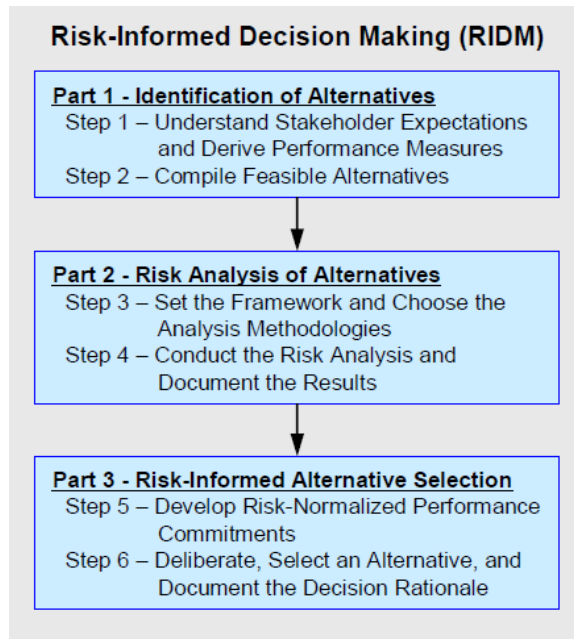 Risk-Informed Decision Making (RIDM)
Part 1 - Identification of Alternatives
Step 1 – Understand Stakeholder Expectations
and Derive Performance Measures
Step 2 – Compile Feasible Alternatives
Part 2 - Risk Analysis of Alternatives
Step 3 – Set the Framework and Choose the
Analysis Methodologies
Step 4 – Conduct the Risk Analysis and
Document the Results
Part 3 - Risk-Informed Alternative Selection
Step 5 – Develop Risk-Normalized Performance
Commitments
Step 6 – Deliberate, Select an Alternative, and
Document the Decision Rationale